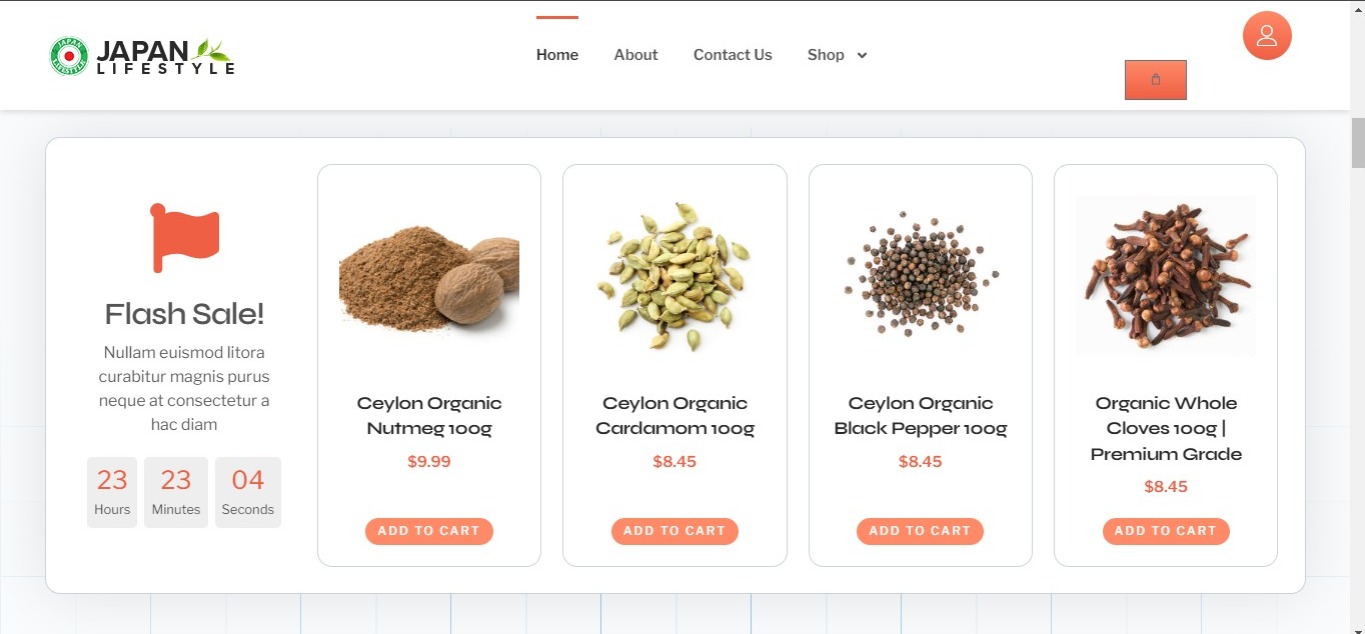 JAPAN
LIFESTYLE
JAPAN
LIFESTYLE
Home
About
Contact Us
Shop
Flash Sale!
Nullam euismod litora
curabitur magnis purus
neque at consectetur a
hac diam
23
Hours
23
Minutes
04
Seconds
Ceylon Organic
Nutmeg 100g
$9.99
ADD TO CART
Ceylon Organic
Cardamom 100g
$8.45
ADD TO CART
Ceylon Organic
Black Pepper 100g
$8.45
ADD TO CART
Organic Whole
Cloves 100g |
Premium Grade
$8.45
ADD TO CART